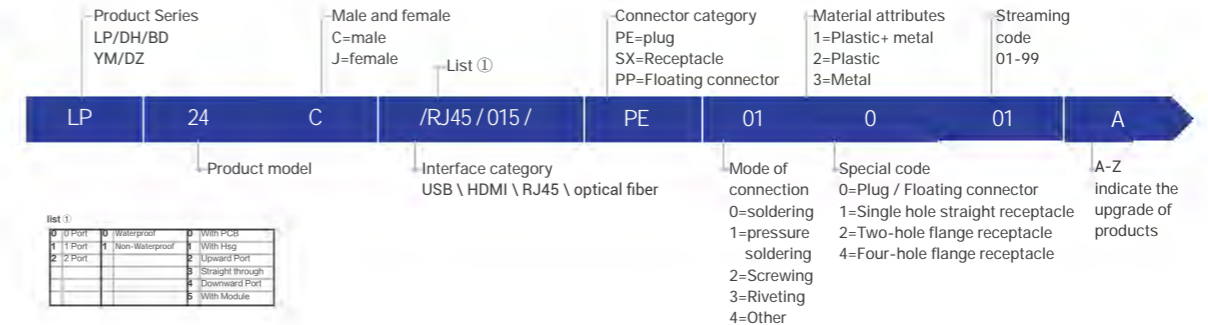 Product Series
LP/DH/BD
YM/DZ
Male and female
C=male
J=female
List ①
Connector category
PE=plug
SX=Receptacle
PP=Floating connector
Material attributes
1=Plastic+ metal
2=Plastic
3=Metal
Streaming
code
01-99
LP 24 C /RJ45 / 015 / PE 01 0 01 A
Product model
Interface category
USB \ HDMI \ RJ45 \ optical fiber
Mode of
connection
0=soldering
1=pressure
soldering
2=Screwing
3=Riveting
4=Other
Special code
0=Plug / Floating connector
1=Single hole straight receptacle
2=Two-hole flange receptacle
4=Four-hole flange receptacle
A-Z
indicate the
upgrade of
products
list ①
0 0 Port 0 Waterproof 0 With PCB
1 1 Port 1 Non-Waterproof 1 With Hsg
2 2 Port 2 Upward Port
3 Straight through
4 Downward Port
5 With Module